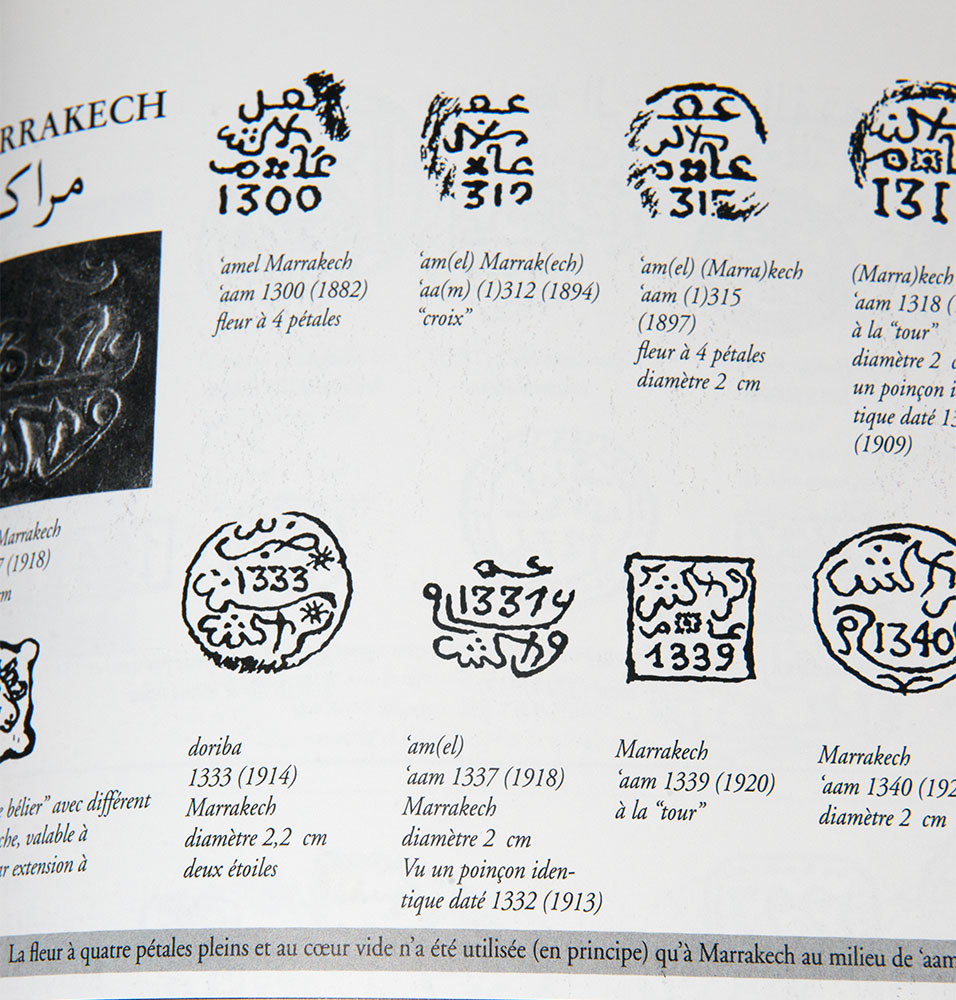 RRAKECH
مراك
1300
312
315
131
'amel Marrakech
'aam 1300 (1882)
fleur à 4 pétales
'am(el) Marrak(ech)
'aa(m) (1)312 (1894)
"croix"
'am(el) (Marra)kech
'aam (1)315
(1897)
fleur à 4 pétales
diamètre 2 cm
(Marra)kech
'aam 1318 (
à la "tour"
diamètre 2 c
un poinçon i
tique daté 13
(1909)
Marrakech
7 (1918)
m
1333
1337
1339
1340
e bélier" avec différent
che, valable à
ar extension à
doriba
1333 (1914)
Marrakech
diamètre 2,2 cm
deux étoiles
'am(el)
'aam 1337 (1918)
Marrakech
diamètre 2 cm
Vu un poinçon iden-
tique daté 1332 (1913)
Marrakech
'aam 1339 (1920)
à la "tour"
Marrakech
'aam 1340 (192
diamètre 2 cm
La fleur à quatre pétales pleins et au cœur vide n'a été utilisée (en principe) qu'à Marrakech au milieu de 'aam